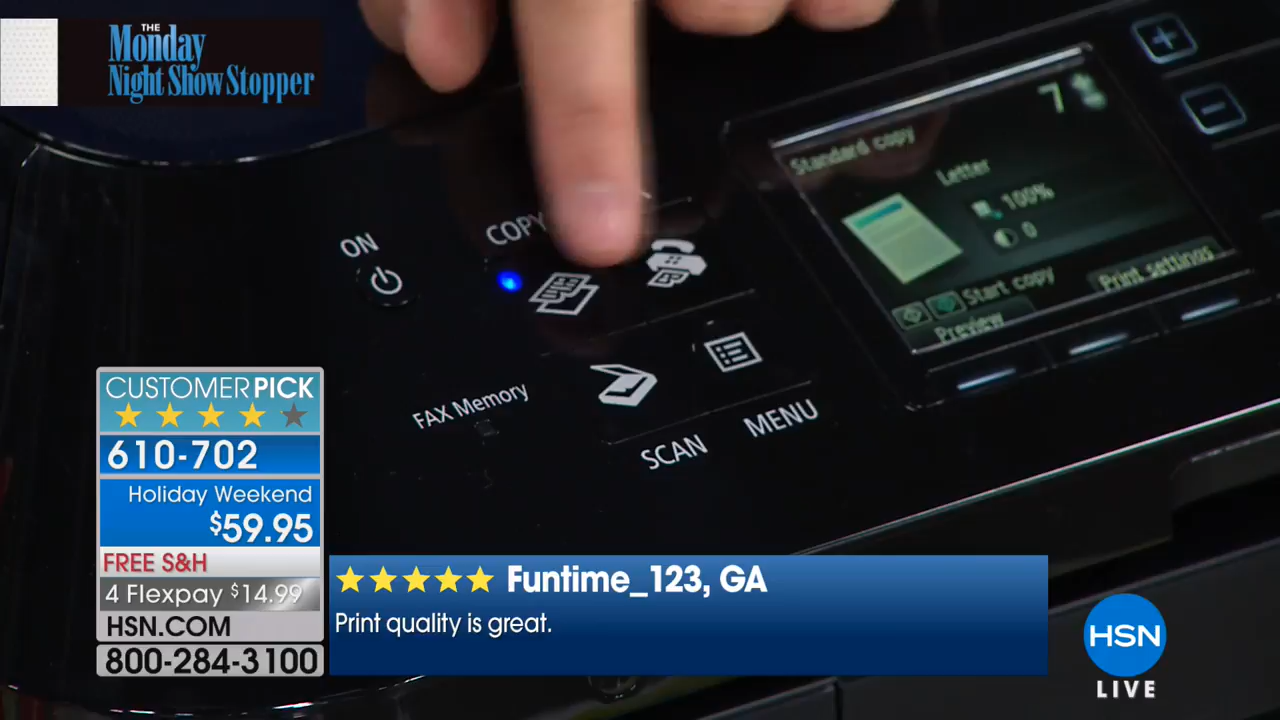 THE
Monday
Night Show Stopper
7
Standard copy
Letter
100%
0
Start copy
Print settings
Preview
ON
COPY
FAX Memory
SCAN
MENU
CUSTOMER PICK
610-702
Holiday Weekend
$59.95
FREE S&H
4 Flexpay $14.99
HSN.COM
800-284-3100
Funtime_123, GA
Print quality is great.
HSN
LIVE